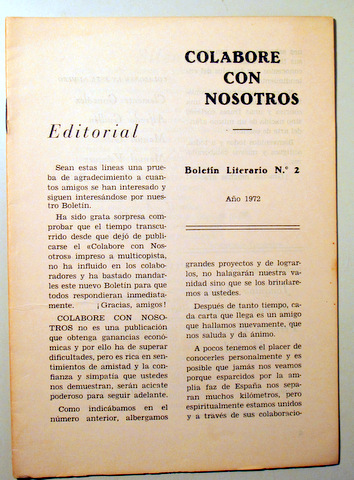 COLABORE
CON
NOSOTROS
Boletín Literario N.° 2
Año 1972
Editorial
Sean estas líneas una prue-
ba de agradecimiento a cuan-
tos amigos se han interesado y
siguen interesándose por nues-
tro Boletín.
Ha sido grata sorpresa com-
probar que el tiempo transcu-
rrido desde que dejó de publi-
carse el «Colabore con Nos-
otros» impreso a multicopista,
no ha influido en los colabo-
radores y ha bastado mandar-
les este nuevo Boletín para que
todos respondieran inmediata-
mente. ¡Gracias, amigos!
COLABORE CON NOSO-
TROS no es una publicación
que obtenga ganancias econó-
micas y por ello ha de superar
dificultades, pero es rica en sen-
timientos de amistad y la con-
fianza y simpatía que ustedes
nos demuestran, serán acicate
poderoso para seguir adelante.
Como indicábamos en el
número anterior, albergamos
grandes proyectos y de lograr-
los, no halagarán nuestra va-
nidad sino que se los brindare-
mos a ustedes.
Después de tanto tiempo, ca-
da carta que llega es un amigo
que hallamos nuevamente, que
nos saluda y da ánimo.
A pocos tenemos el placer de
conocerles personalmente y es
posible que jamás nos veamos
porque esparcidos por la am-
plia faz de España nos sepa-
ran muchos kilómetros, pero
espiritualmente estamos unidos
y a través de sus colaboracio-